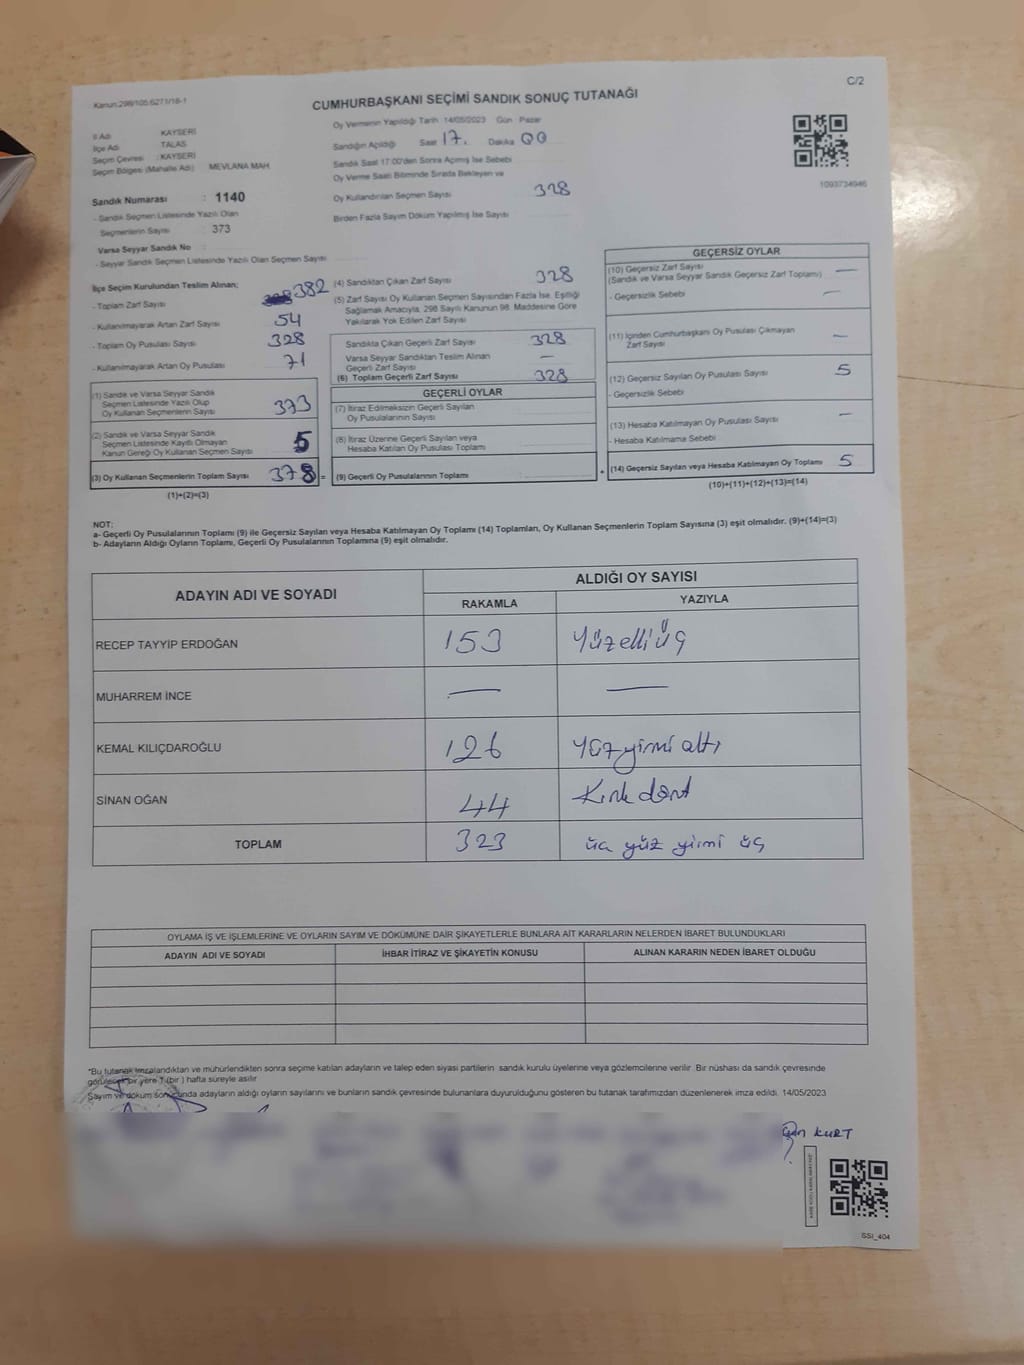 Kanun:298/105.6271/18-1
C/2
CUMHURBAŞKANI SEÇİMİ SANDIK SONUÇ TUTANAĞI
İl Adı KAYSERİ
İlçe Adı TALAS
Seçim Çevresi : KAYSERİ
Seçim Bölgesi (Mahalle Adı) MEVLANA MAH.
Sandık Numarası : 1140
- Sandık Seçmen Listesinde Yazılı Olan
Seçmenlerin Sayısı : 373
Varsa Seyyar Sandık No :
- Seyyar Sandık Seçmen Listesinde Yazılı Olan Seçmen Sayısı
Oy Vermenin Yapıldığı Tarih 14/05/2023 Gün : Pazar
Sandığın Açıldığı Saat 17. Dakika 00
Sandık Saat 17:00'den Sonra Açılmış İse Sebebi
Oy Verme Saati Bitiminde Sırada Bekleyen ve
Oy Kullandırılan Seçmen Sayısı 328
Birden Fazla Sayım Döküm Yapılmış İse Sayısı
1093734946
İlçe Seçim Kurulundan Teslim Alınan;
- Toplam Zarf Sayısı 382
- Kullanılmayarak Artan Zarf Sayısı 54
- Toplam Oy Pusulası Sayısı 328
- Kullanılmayarak Artan Oy Pusulası 71
(1) Sandık ve Varsa Seyyar Sandık
Seçmen Listesinde Yazılı Olup
Oy Kullanan Seçmenlerin Sayısı 373
(2) Sandık ve Varsa Seyyar Sandık
Seçmen Listesinde Kayıtlı Olmayan
Kanun Gereği Oy Kullanan Seçmen Sayısı 5
(3) Oy Kullanan Seçmenlerin Toplam Sayısı 378 =
(1)+(2)=(3)
(4) Sandıktan Çıkan Zarf Sayısı 328
(5) Zarf Sayısı Oy Kullanan Seçmen Sayısından Fazla İse, Eşitliği
Sağlamak Amacıyla, 298 Sayılı Kanunun 98. Maddesine Göre
Yakılarak Yok Edilen Zarf Sayısı
Sandıkta Çıkan Geçerli Zarf Sayısı 328
Varsa Seyyar Sandıktan Teslim Alınan
Geçerli Zarf Sayısı —
(6) Toplam Geçerli Zarf Sayısı 328
GEÇERLİ OYLAR
(7) İtiraz Edilmeksizin Geçerli Sayılan
Oy Pusulalarının Sayısı
(8) İtiraz Üzerine Geçerli Sayılan veya
Hesaba Katılan Oy Pusulası Toplamı
(9) Geçerli Oy Pusulalarının Toplamı +
GEÇERSİZ OYLAR
(10) Geçersiz Zarf Sayısı
(Sandık ve Varsa Seyyar Sandık Geçersiz Zarf Toplamı) —
- Geçersizlik Sebebi —
(11) İçinden Cumhurbaşkanı Oy Pusulası Çıkmayan
Zarf Sayısı —
(12) Geçersiz Sayılan Oy Pusulası Sayısı 5
- Geçersizlik Sebebi
(13) Hesaba Katılmayan Oy Pusulası Sayısı —
- Hesaba Katılmama Sebebi
(14) Geçersiz Sayılan veya Hesaba Katılmayan Oy Toplamı 5
(10)+(11)+(12)+(13)=(14)
NOT:
a- Geçerli Oy Pusulalarının Toplamı (9) ile Geçersiz Sayılan veya Hesaba Katılmayan Oy Toplamı (14) Toplamları, Oy Kullanan Seçmenlerin Toplam Sayısına (3) eşit olmalıdır. (9)+(14)=(3)
b- Adayların Aldığı Oyların Toplamı, Geçerli Oy Pusulalarının Toplamına (9) eşit olmalıdır.
ADAYIN ADI VE SOYADI
ALDIĞI OY SAYISI
RAKAMLA YAZIYLA
RECEP TAYYİP ERDOĞAN 153 Yüzelliüç
MUHARREM İNCE — —
KEMAL KILIÇDAROĞLU 126 Yüzyirmi altı
SİNAN OĞAN 44 Kırk dört
TOPLAM 323 üç yüz yirmi üç
OYLAMA İŞ VE İŞLEMLERİNE VE OYLARIN SAYIM VE DÖKÜMÜNE DAİR ŞİKAYETLERLE BUNLARA AİT KARARLARIN NELERDEN İBARET BULUNDUKLARI
ADAYIN ADI VE SOYADI İHBAR İTİRAZ VE ŞİKAYETİN KONUSU ALINAN KARARIN NEDEN İBARET OLDUĞU
*Bu tutanak imzalandıktan ve mühürlendikten sonra seçime katılan adayların ve talep eden siyasi partilerin sandık kurulu üyelerine veya gözlemcilerine verilir. Bir nüshası da sandık çevresinde
görülecek bir yere 1 (bir ) hafta süreyle asılır
Sayım ve döküm sonucunda adayların aldığı oyların sayılarını ve bunların sandık çevresinde bulunanlara duyurulduğunu gösteren bu tutanak tarafımızdan düzenlenerek imza edildi. 14/05/2023
KURT
SSI_404